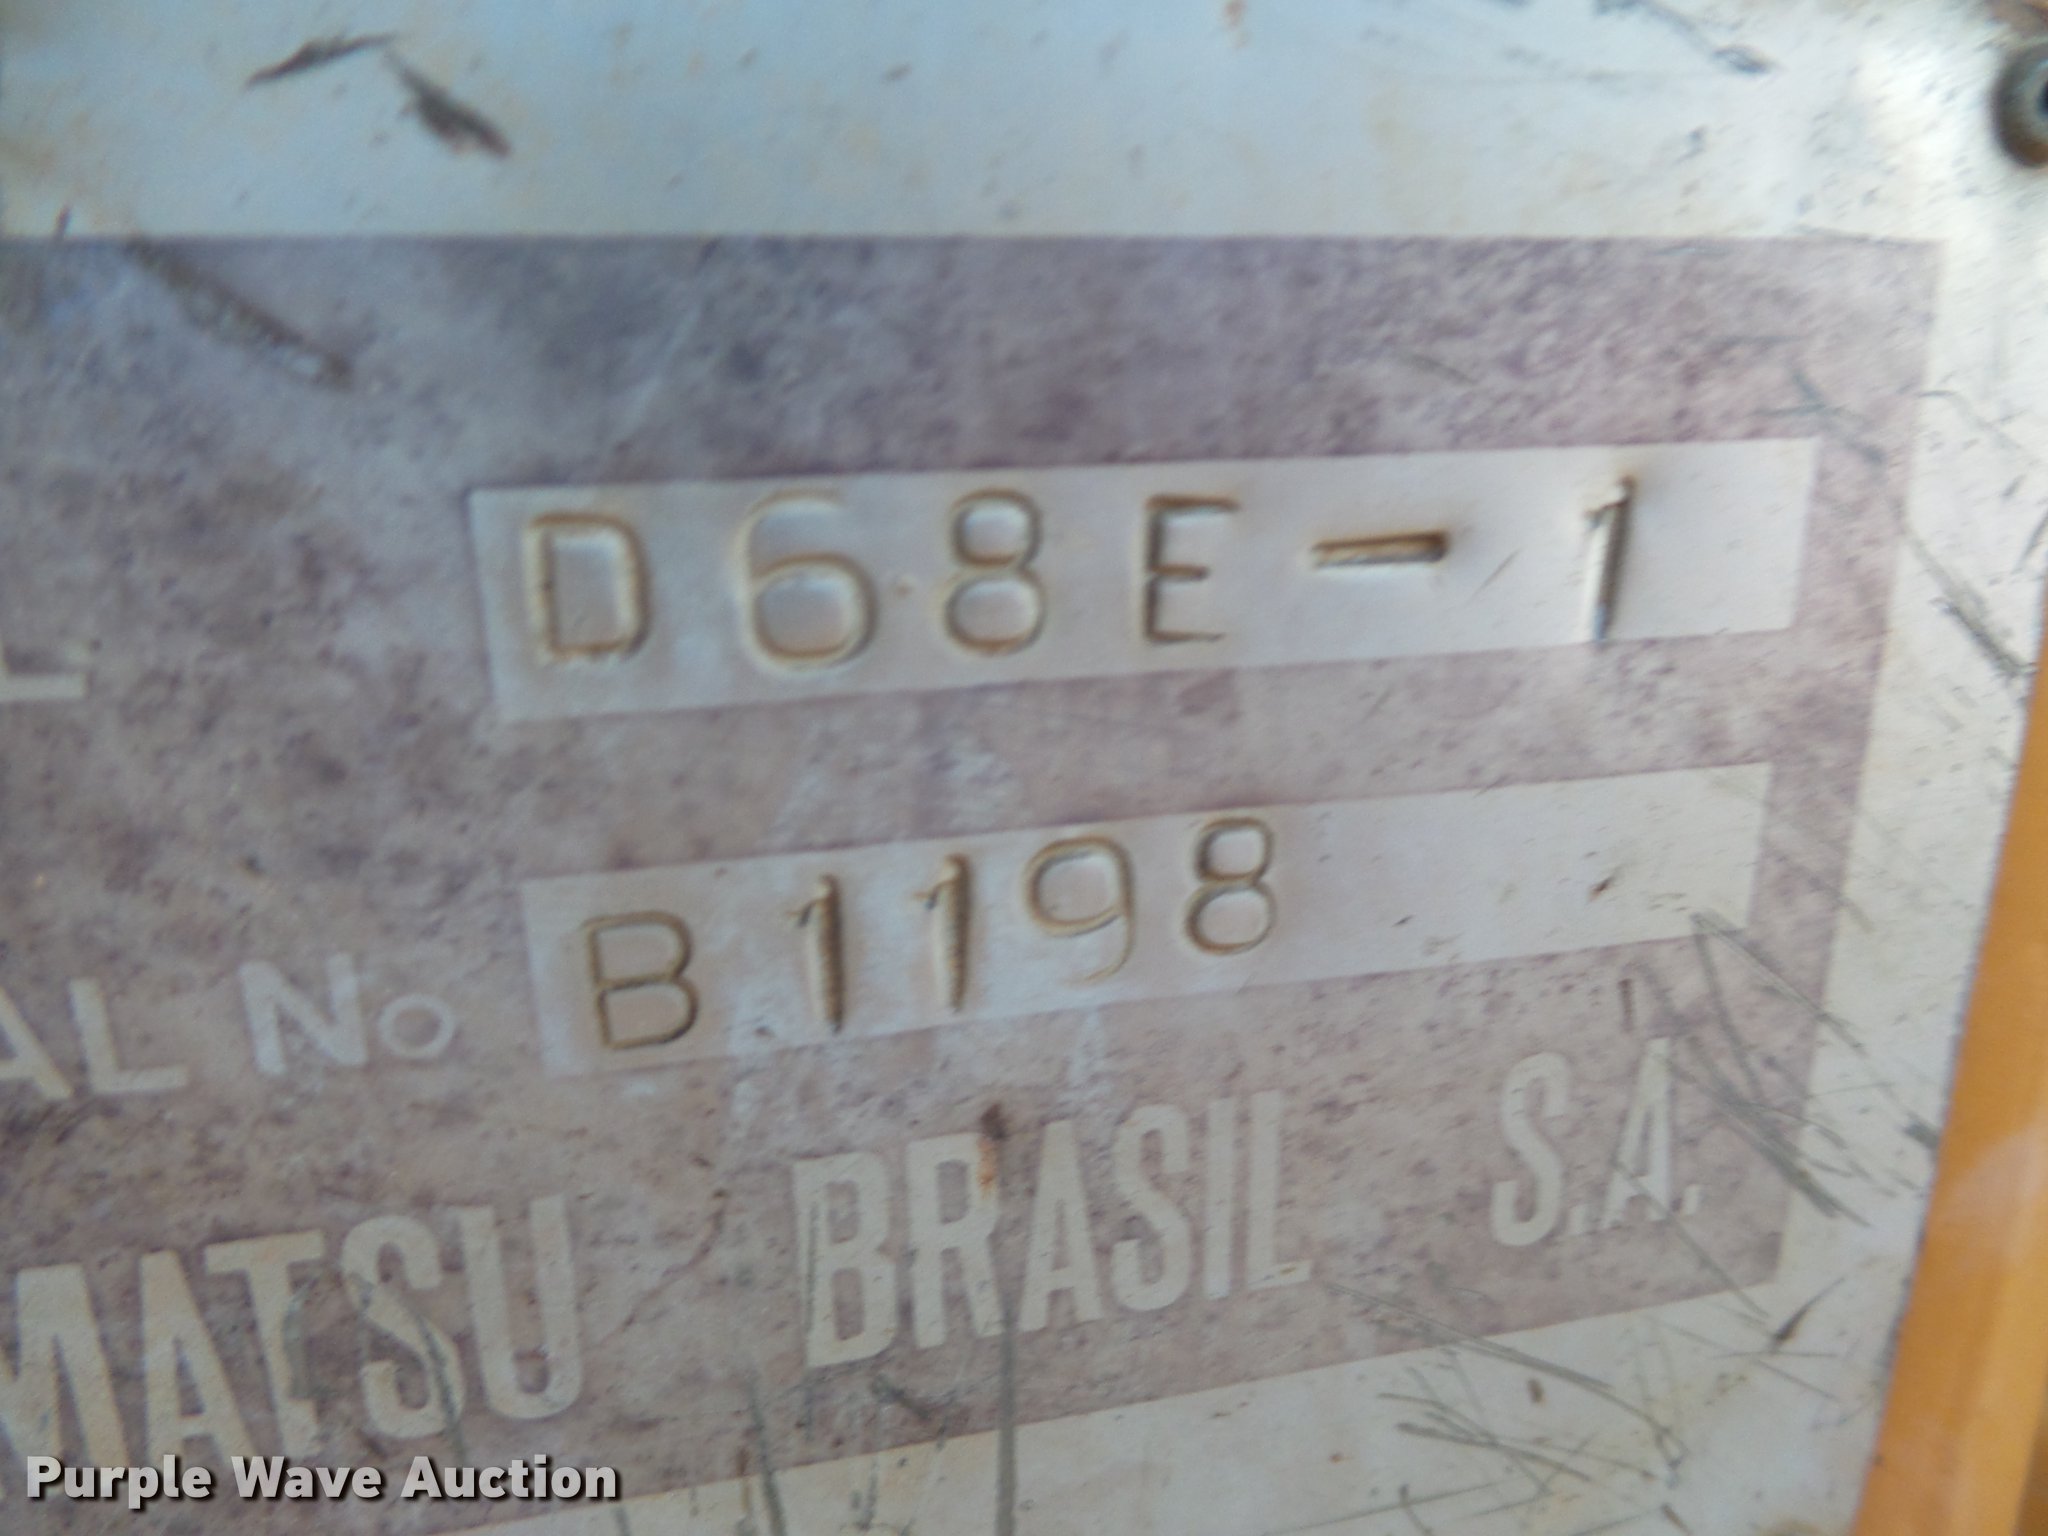 L D68E-1
AL No B1198
MATSU BRASIL S.A.
Purple Wave Auction